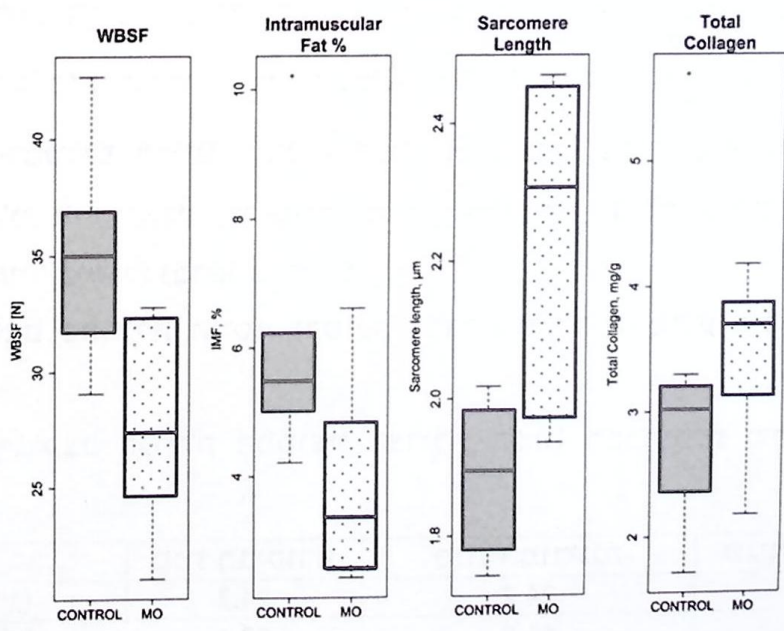 WBSF
WBSF [N]
40
35
30
25
CONTROL
MO
Intramuscular
Fat %
IMF, %
10
8
6
4
CONTROL
MO
Sarcomere
Length
Sarcomere length, μm
2.4
2.2
2.0
1.8
CONTROL
MO
Total
Collagen
Total Collagen, mg/g
5
4
3
2
CONTROL
MO